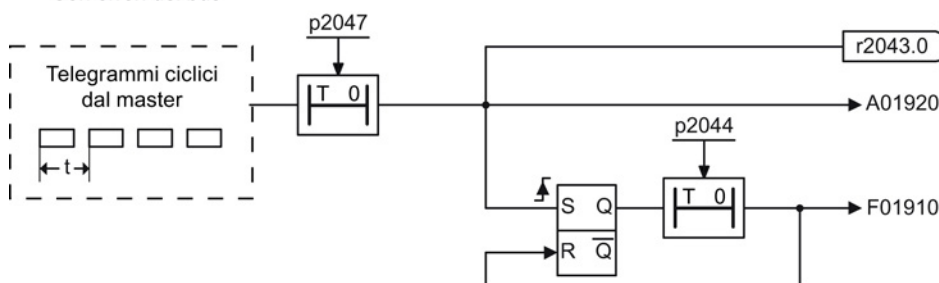 p2047
r2043.0
Telegrammi ciclici
dal master
T 0
A01920
p2044
t
S Q
T 0
F01910
R Q̅